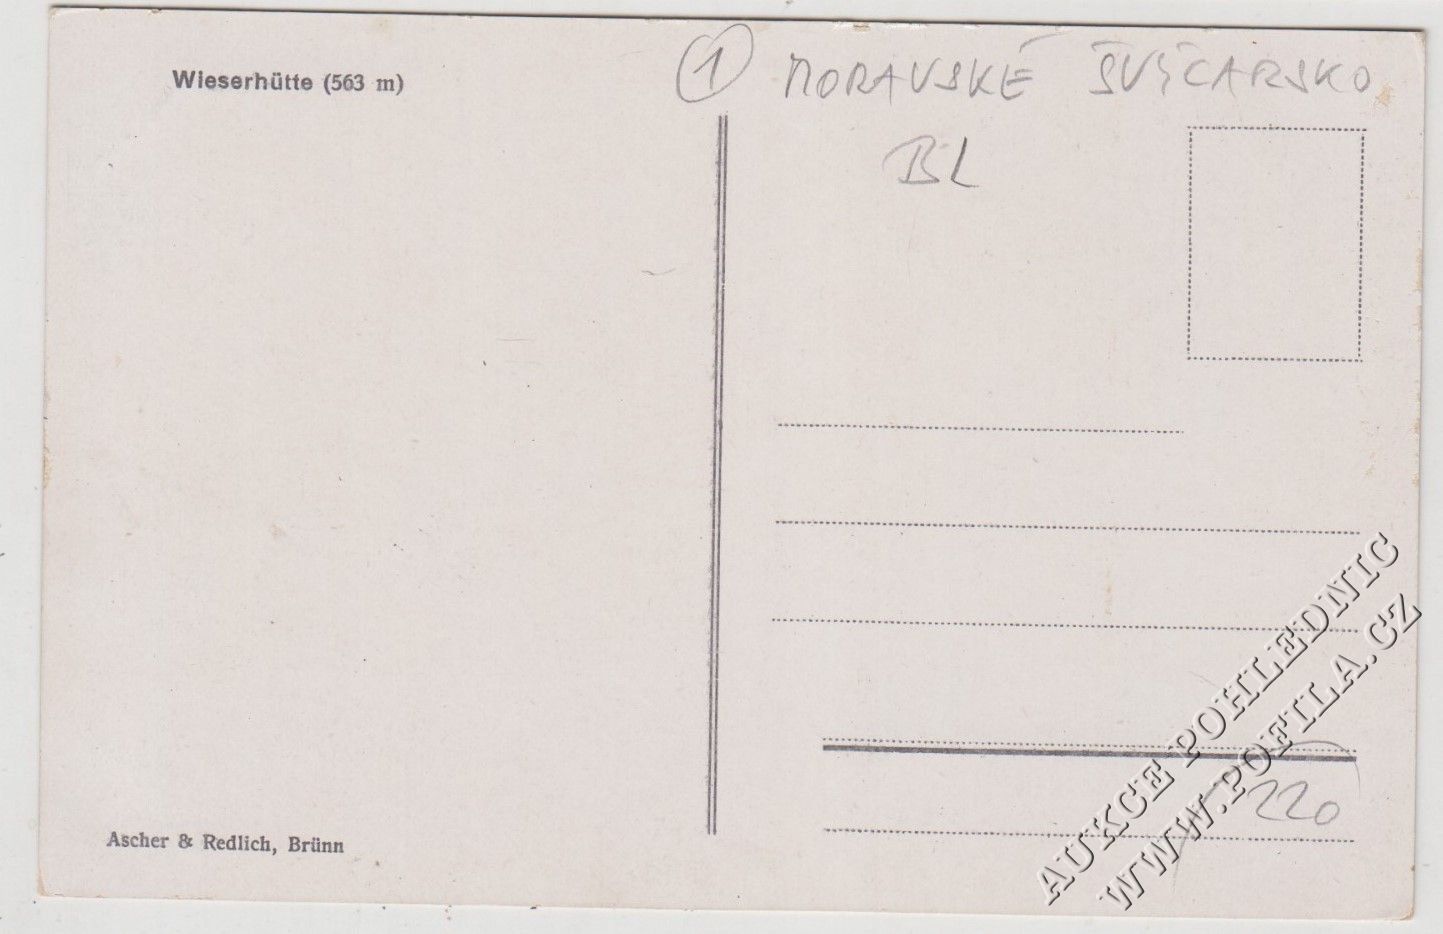 Wieserhütte (563 m)
1 MORAVSKÉ ŠVÝCARSKO
BL
AUKCE POHLEDNIC
WWW.POFILA.CZ
220
Ascher & Redlich, Brünn